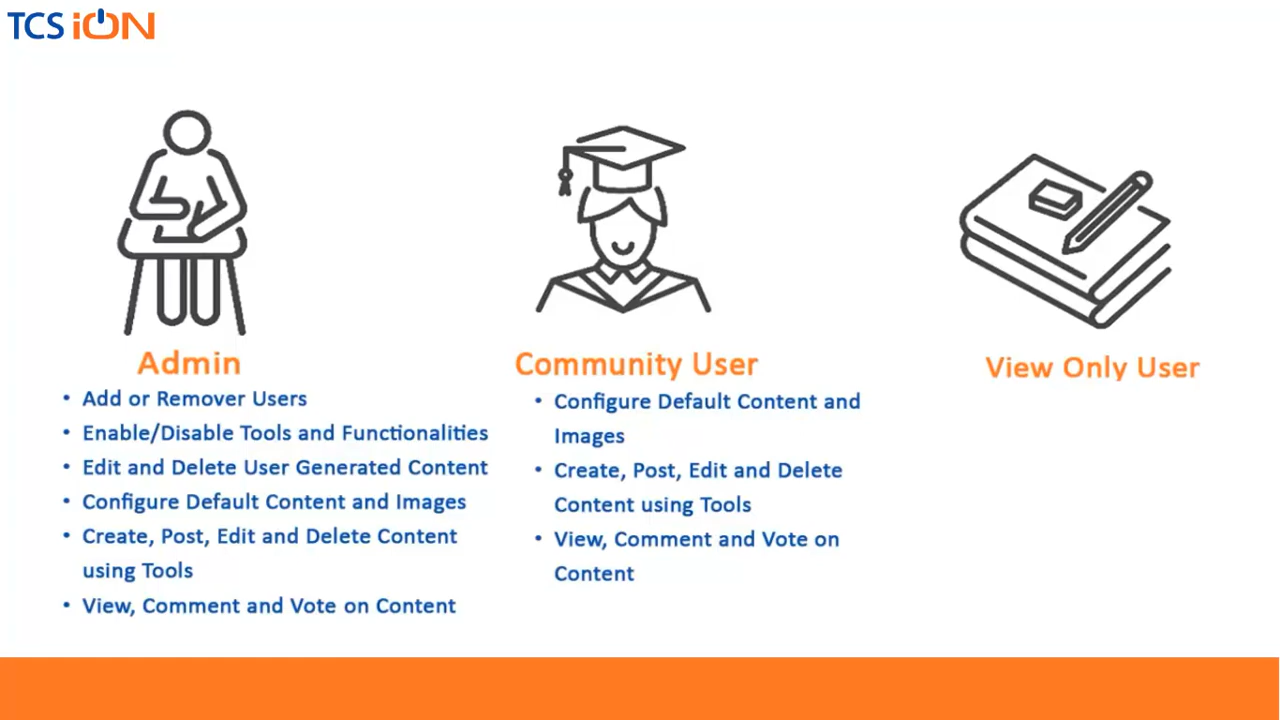 TCS iON
Admin
• Add or Remover Users
• Enable/Disable Tools and Functionalities
• Edit and Delete User Generated Content
• Configure Default Content and Images
• Create, Post, Edit and Delete Content
using Tools
• View, Comment and Vote on Content
Community User
• Configure Default Content and
Images
• Create, Post, Edit and Delete
Content using Tools
• View, Comment and Vote on
Content
View Only User